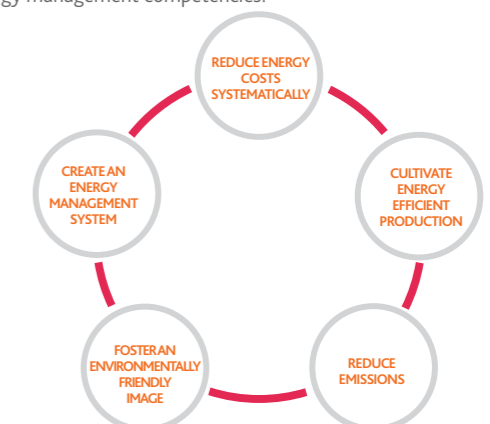 gy management competencies.
REDUCE ENERGY
COSTS
SYSTEMATICALLY
CULTIVATE
ENERGY
EFFICIENT
PRODUCTION
REDUCE
EMISSIONS
FOSTER AN
ENVIRONMENTALLY
FRIENDLY
IMAGE
CREATE AN
ENERGY
MANAGEMENT
SYSTEM